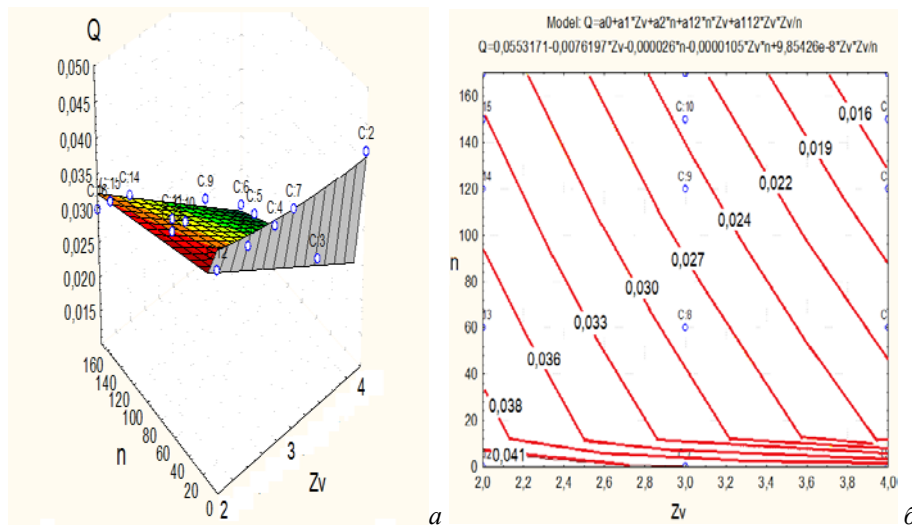 Model: Q=a0+a1*Zv+a2*n+a12*n*Zv+a112*Zv*Zv/n
Q=0,0553171-0,0076197*Zv-0,000026*n-0,0000105*Zv*n+9,85426e-8*Zv*Zv/n
Q
0,050
0,045
0,040
0,035
0,030
0,025
0,020
0,015
C:2
C:14
C:9
C:6
C:5
C:7
C:4
C:3
160
140
120
100
80
60
40
20
0
n
2
3
4
Zv
а
160
140
120
100
80
60
40
20
0
n
15
14
13
C:10
C:9
C:8
C:
C:
C:
0,016
0,019
0,022
0,024
0,027
0,030
0,033
0,036
0,038
0,041
2,0 2,2 2,4 2,6 2,8 3,0 3,2 3,4 3,6 3,8 4,0
Zv
б